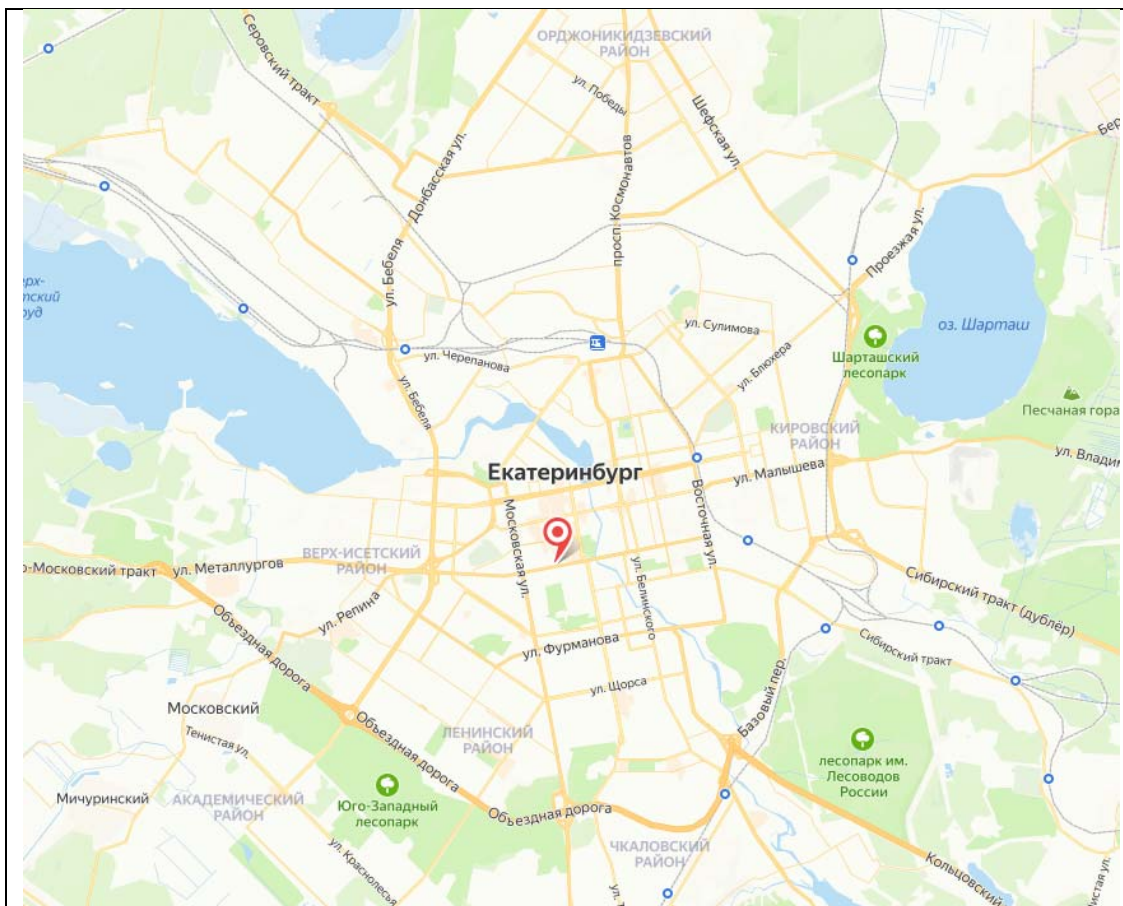 ОРДЖОНИКИДЗЕВСКИЙ
РАЙОН
Серовский тракт
ул. Победы
Шефская ул.
Донбасская ул.
просп. Космонавтов
Проезжая ул.
ул. Бебеля
оз. Шарташ
ул. Сулимова
Шарташский
лесопарк
ул. Черепанова
ул. Блюхера
ул. Бебеля
Песчаная гора
КИРОВСКИЙ
РАЙОН
Екатеринбург
ул. Малышева
Восточная ул.
Московская ул.
ВЕРХ-ИСЕТСКИЙ
РАЙОН
о-Московский тракт
ул. Металлургов
ул. Белинского
ул. Репина
Сибирский тракт (дублёр)
Объездная дорога
ул. Фурманова
Сибирский тракт
ул. Щорса
Базовый пер.
Московский
Тенистая ул.
Объездная дорога
ЛЕНИНСКИЙ
РАЙОН
лесопарк им.
Лесоводов
России
Мичуринский
АКАДЕМИЧЕСКИЙ
РАЙОН
Юго-Западный
лесопарк
Объездная дорога
ЧКАЛОВСКИЙ
РАЙОН
ул. Краснолесья
Кольцовский